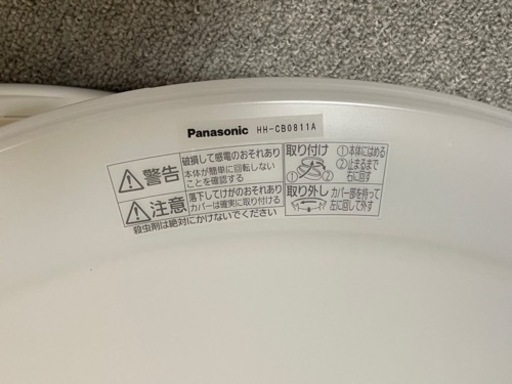 Panasonic HH-CB0811A
警告
破損して感電のおそれあり
本体が簡単に回転しない
ことを確認する
注意
落下してけがのおそれあり
カバーは確実に取り付ける
殺虫剤は絶対にかけないでください
取り付け
①本体にはめる
②止まるまで
右に回す
① ②
取り外し
カバー部を持って
左に回して外す